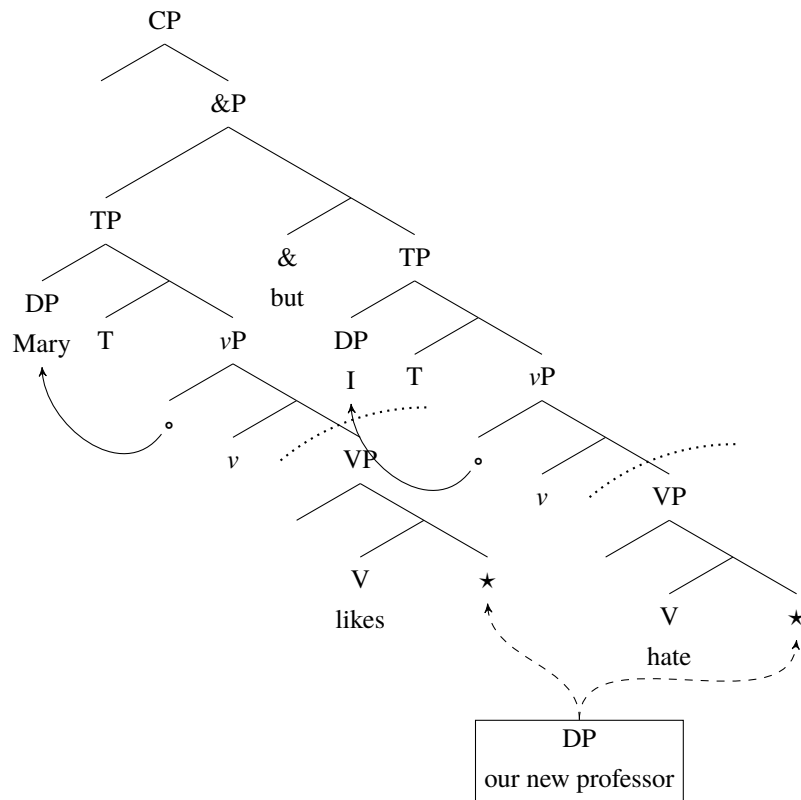 CP
&P
TP
& TP
but
DP
Mary T vP DP T vP
I
v VP v VP
V
likes V
hate
DP
our new professor